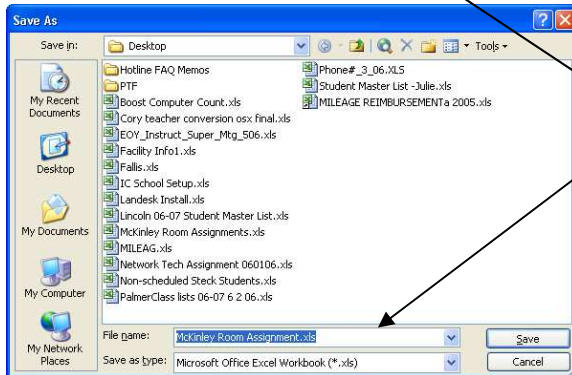 Save As
Save in:
Desktop
Tools
My Recent
Documents
Desktop
My Documents
My Computer
My Network
Places
Hotline FAQ Memos
PTF
Boost Computer Count.xls
Cory teacher conversion osx final.xls
EOY_Instruct_Super_Mtg_506.xls
Facility Info1.xls
Fallis.xls
IC School Setup.xls
Landesk Install.xls
Lincoln 06-07 Student Master List.xls
McKinley Room Assignments.xls
MILEAG.xls
Network Tech Assignment 060106.xls
Non-scheduled Steck Students.xls
PalmerClass lists 06-07 6 2 06.xls
Phone#_3_06.XLS
Student Master List -Julie.xls
MILEAGE REIMBURSEMENTa 2005.xls
File name:
McKinley Room Assignment.xls
Save
Save as type:
Microsoft Office Excel Workbook (*.xls)
Cancel